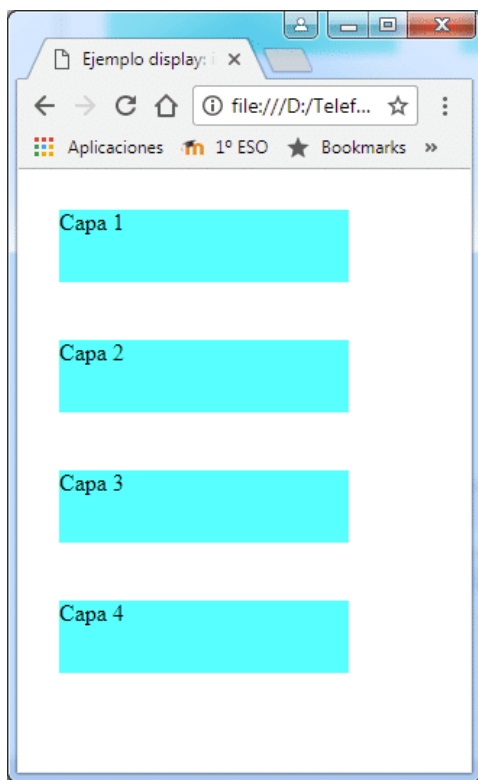 Ejemplo display: i
file:///D:/Telef...
Aplicaciones 1º ESO Bookmarks »
Capa 1
Capa 2
Capa 3
Capa 4